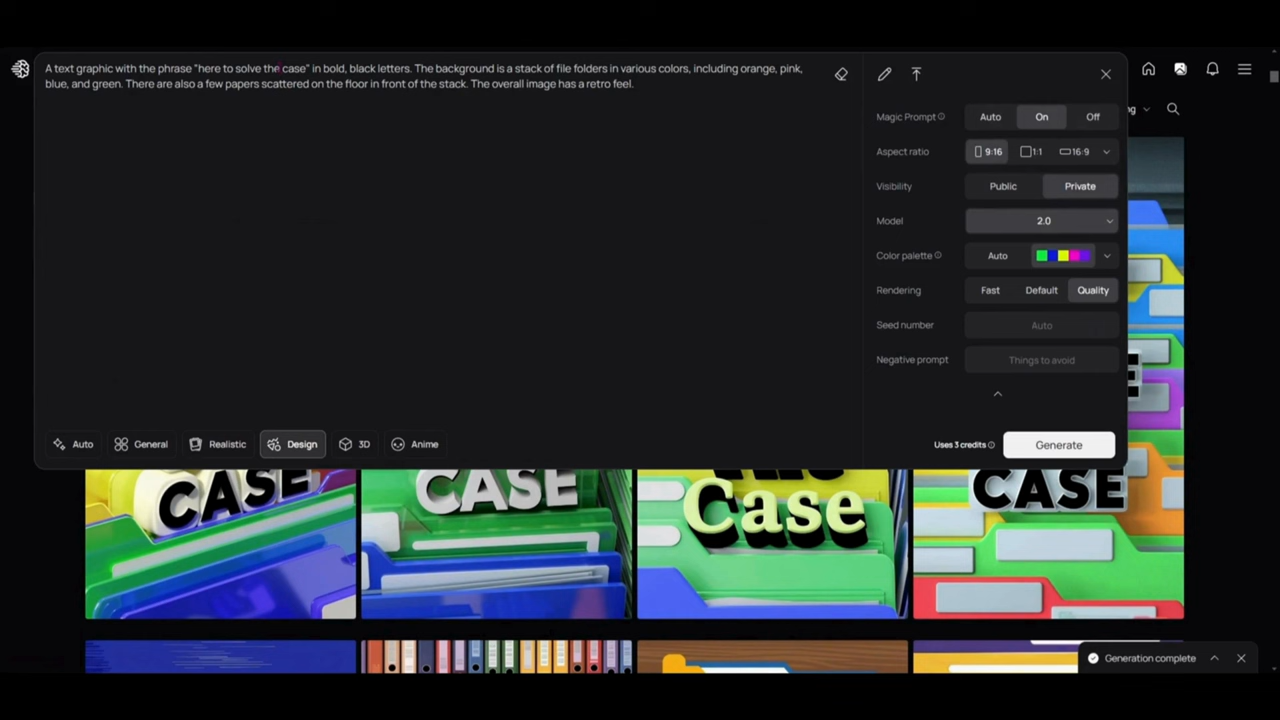 A text graphic with the phrase "here to solve the case" in bold, black letters. The background is a stack of file folders in various colors, including orange, pink,
blue, and green. There are also a few papers scattered on the floor in front of the stack. The overall image has a retro feel.
Magic Prompt Auto On Off
Aspect ratio 9:16 1:1 16:9
Visibility Public Private
Model 2.0
Color palette Auto
Rendering Fast Default Quality
Seed number Auto
Negative prompt Things to avoid
Auto General Realistic Design 3D Anime
Uses 3 credits Generate
CASE CASE Case CASE
Generation complete